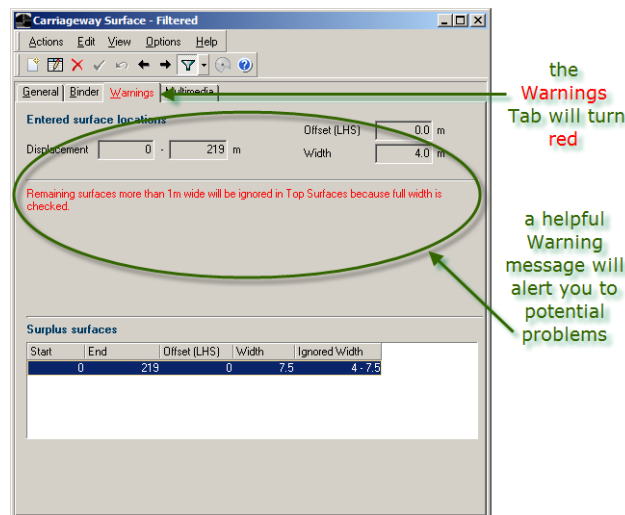 Carriageway Surface - Filtered
Actions Edit View Options Help
General Binder Warnings Multimedia
Entered surface locations
Offset (LHS) 0.0 m
Displacement 0 - 219 m
Width 4.0 m
Remaining surfaces more than 1m wide will be ignored in Top Surfaces because full width is
checked.
Surplus surfaces
Start End Offset (LHS) Width Ignored Width
0 219 0 7.5 4 - 7.5
the
Warnings
Tab will turn
red
a helpful
Warning
message will
alert you to
potential
problems